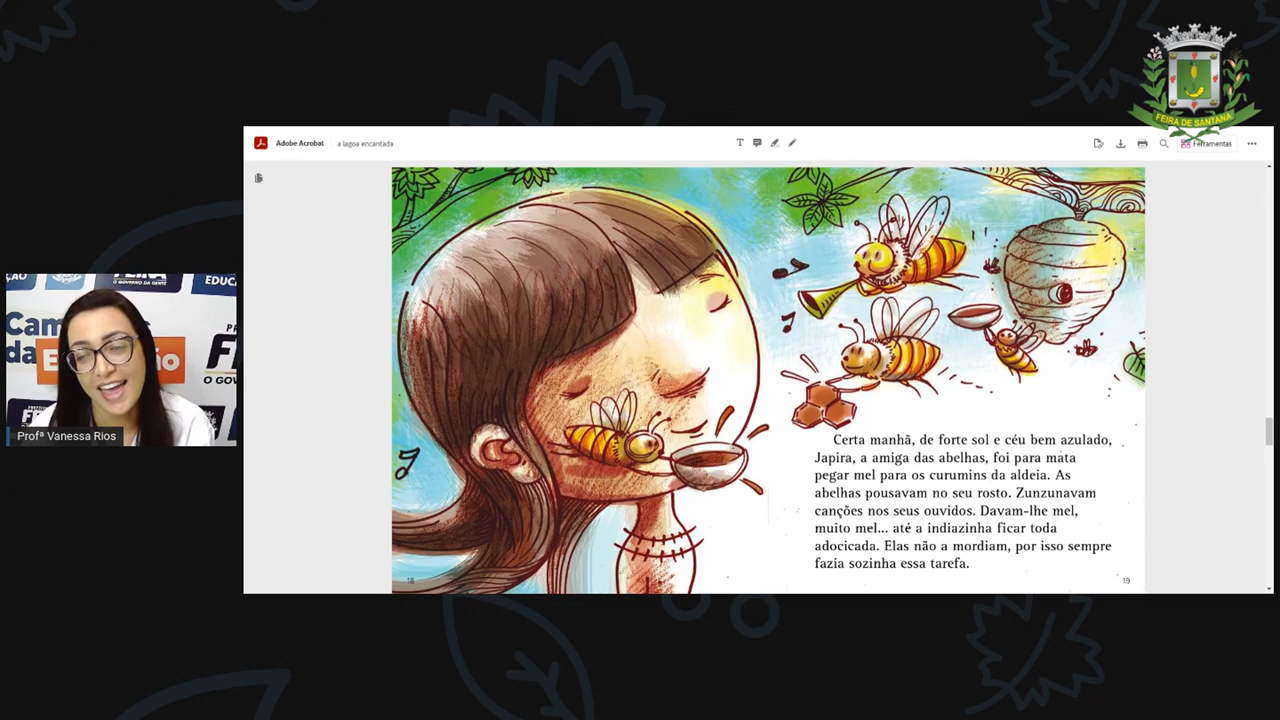 FEIRA DE SANTANA
Adobe Acrobat
a lagoa encantada
Ferramentas
O GOVERNO DA GENTE
EDUC
Profª Vanessa Rios
Certa manhã, de forte sol e céu bem azulado,
Japira, a amiga das abelhas, foi para mata
pegar mel para os curumins da aldeia. As
abelhas pousavam no seu rosto. Zunzunavam
canções nos seus ouvidos. Davam-lhe mel,
muito mel... até a indiazinha ficar toda
adocicada. Elas não a mordiam, por isso sempre
fazia sozinha essa tarefa.
18
19